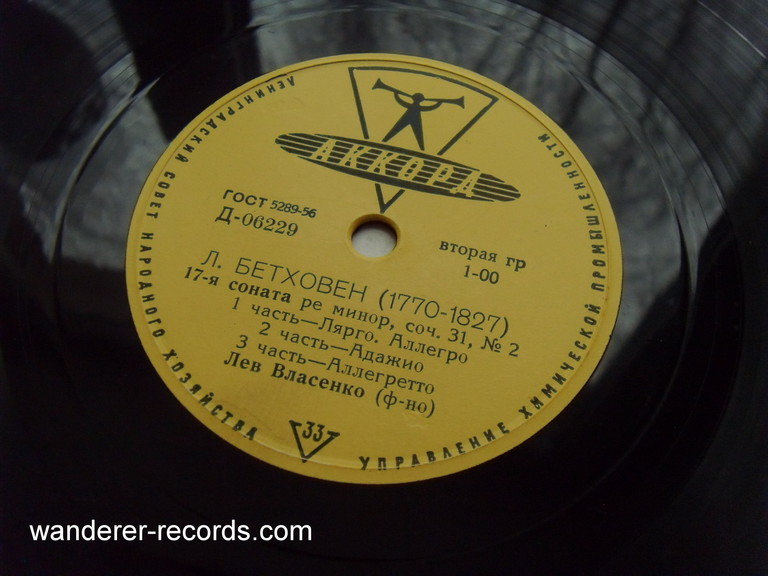 АККОРД
ЛЕНИНГРАДСКИЙ СОВЕТ НАРОДНОГО ХОЗЯЙСТВА
УПРАВЛЕНИЕ ХИМИЧЕСКОЙ ПРОМЫШЛЕННОСТИ
ГОСТ 5289-56
Д-06229
вторая гр
1-00
Л. БЕТХОВЕН (1770-1827)
17-я соната ре минор, соч. 31, № 2
1 часть—Лярго. Аллегро
2 часть—Адажио
3 часть—Аллегретто
Лев Власенко (ф-но)
33
wanderer-records.com